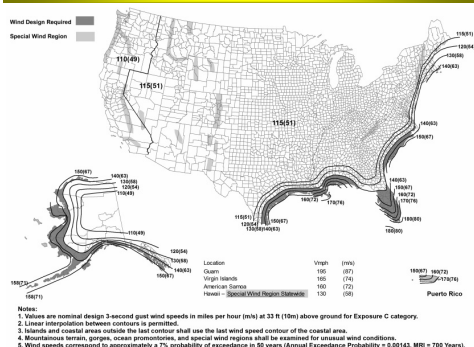 Wind Design Required
Special Wind Region
115(51)
120(54)
130(58)
140(63)
110(49)
115(51)
115(51)
140(63)
150(67)
140(63)
150(67)
160(72)
170(76)
180(80)
180(80)
160(72)
170(76)
150(67)
115(51)
120(54)
130(58)
140(63)
150(67)
140(63)
130(58)
120(54)
110(49)
110(49)
120(54)
130(58)
140(63)
150(67)
150(71)
150(71)
Location Vmph (m/s)
Guam 195 (87)
Virgin Islands 165 (74)
American Samoa 160 (72)
Hawaii – Special Wind Region Statewide 130 (58)
150(67) 160(72)
170(76)
Puerto Rico
Notes:
1. Values are nominal design 3-second gust wind speeds in miles per hour (m/s) at 33 ft (10m) above ground for Exposure C category.
2. Linear interpolation between contours is permitted.
3. Islands and coastal areas outside the last contour shall use the last wind speed contour of the coastal area.
4. Mountainous terrain, gorges, ocean promontories, and special wind regions shall be examined for unusual wind conditions.
5. Wind speeds correspond to approximately a 7% probability of exceedance in 50 years (Annual Exceedance Probability = 0.00143, MRI = 700 Years).